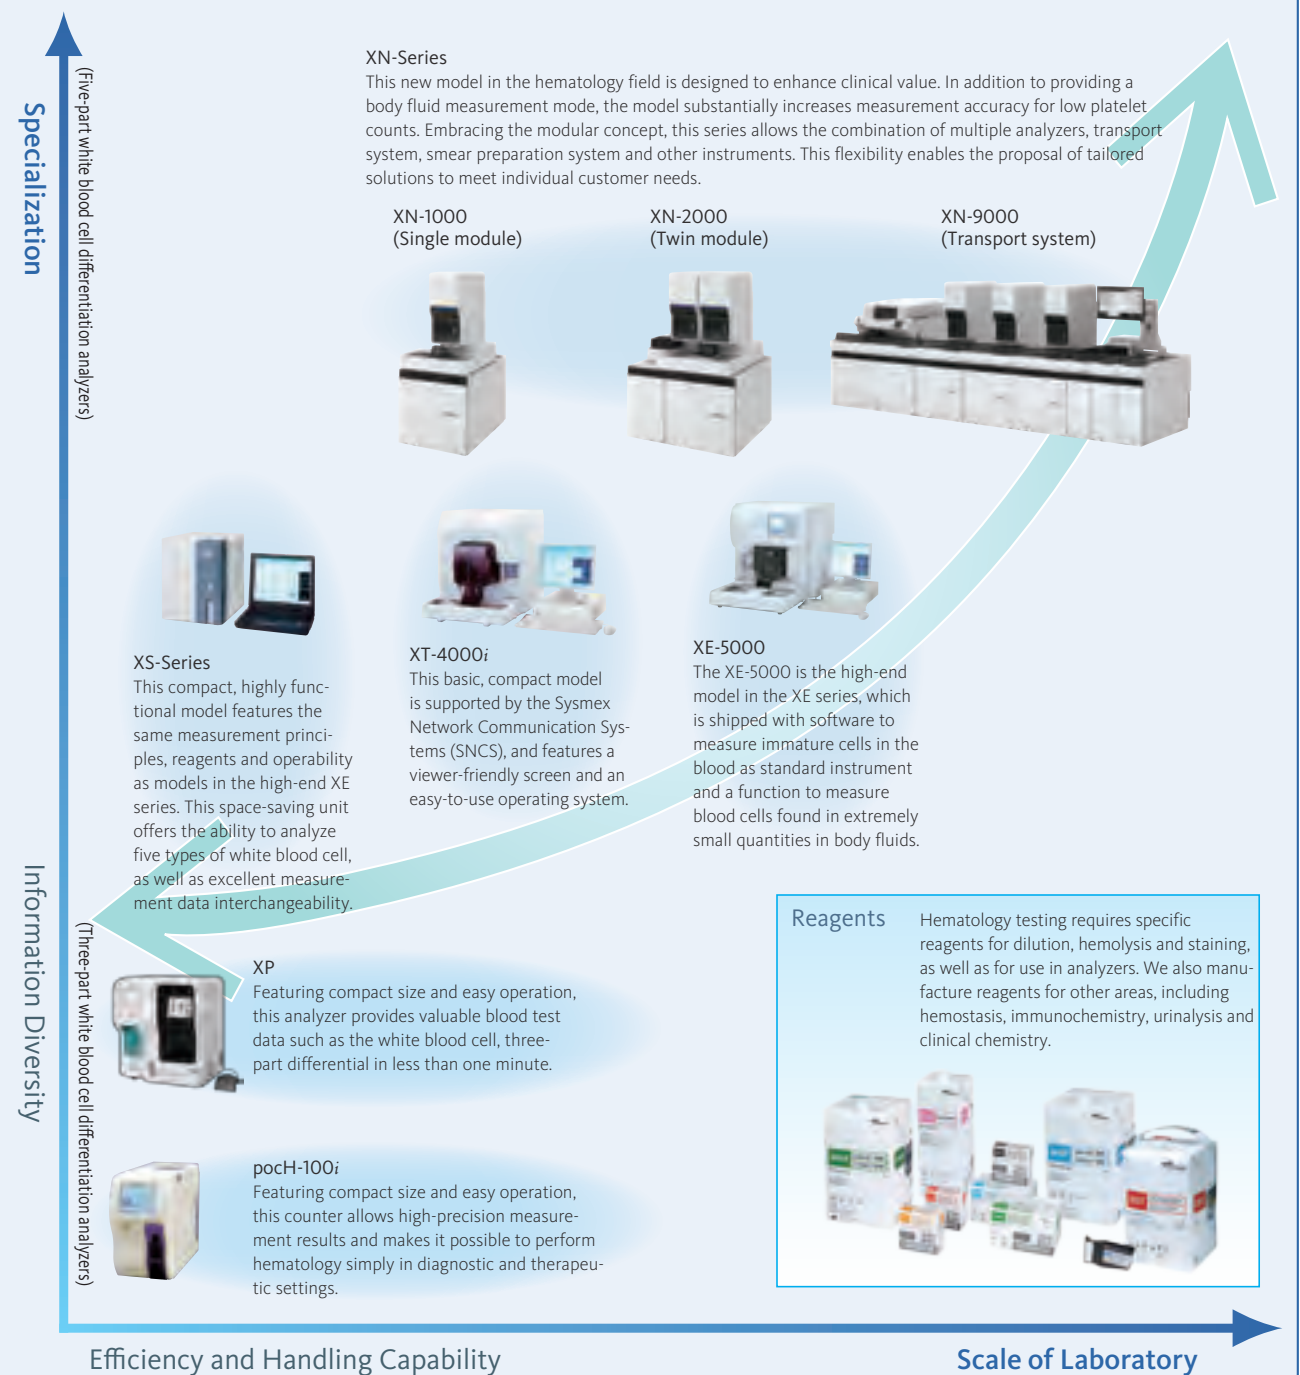 Specialization
(Five-part white blood cell differentiation analyzers)
XN-Series
This new model in the hematology field is designed to enhance clinical value. In addition to providing a
body fluid measurement mode, the model substantially increases measurement accuracy for low platelet
counts. Embracing the modular concept, this series allows the combination of multiple analyzers, transport
system, smear preparation system and other instruments. This flexibility enables the proposal of tailored
solutions to meet individual customer needs.
XN-1000
(Single module)
XN-2000
(Twin module)
XN-9000
(Transport system)
XS-Series
This compact, highly func-
tional model features the
same measurement princi-
ples, reagents and operability
as models in the high-end XE
series. This space-saving unit
offers the ability to analyze
five types of white blood cell,
as well as excellent measure-
ment data interchangeability.
XT-4000i
This basic, compact model
is supported by the Sysmex
Network Communication Sys-
tems (SNCS), and features a
viewer-friendly screen and an
easy-to-use operating system.
XE-5000
The XE-5000 is the high-end
model in the XE series, which
is shipped with software to
measure immature cells in the
blood as standard instrument
and a function to measure
blood cells found in extremely
small quantities in body fluids.
Information Diversity
(Three-part white blood cell differentiation analyzers)
XP
Featuring compact size and easy operation,
this analyzer provides valuable blood test
data such as the white blood cell, three-
part differential in less than one minute.
pocH-100i
Featuring compact size and easy operation,
this counter allows high-precision measure-
ment results and makes it possible to perform
hematology simply in diagnostic and therapeu-
tic settings.
Reagents
Hematology testing requires specific
reagents for dilution, hemolysis and staining,
as well as for use in analyzers. We also manu-
facture reagents for other areas, including
hemostasis, immunochemistry, urinalysis and
clinical chemistry.
Efficiency and Handling Capability
Scale of Laboratory